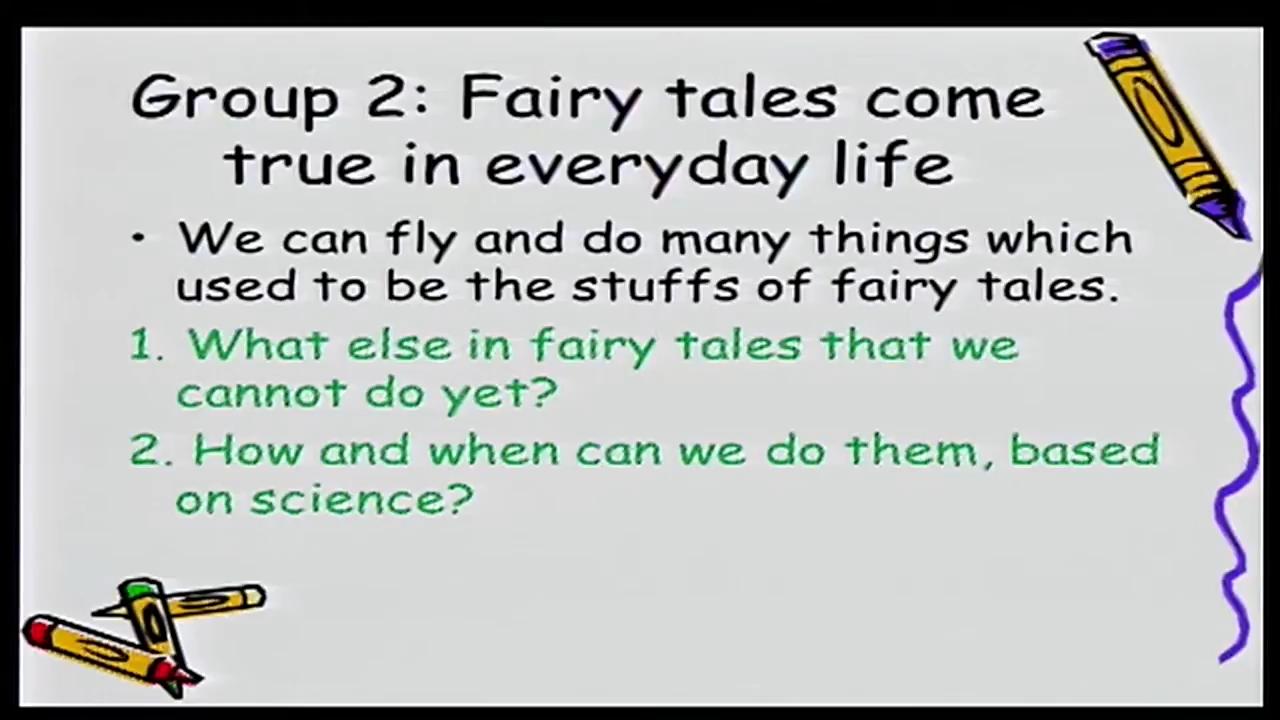 Group 2: Fairy tales come
true in everyday life
• We can fly and do many things which
used to be the stuffs of fairy tales.
1. What else in fairy tales that we
cannot do yet?
2. How and when can we do them, based
on science?